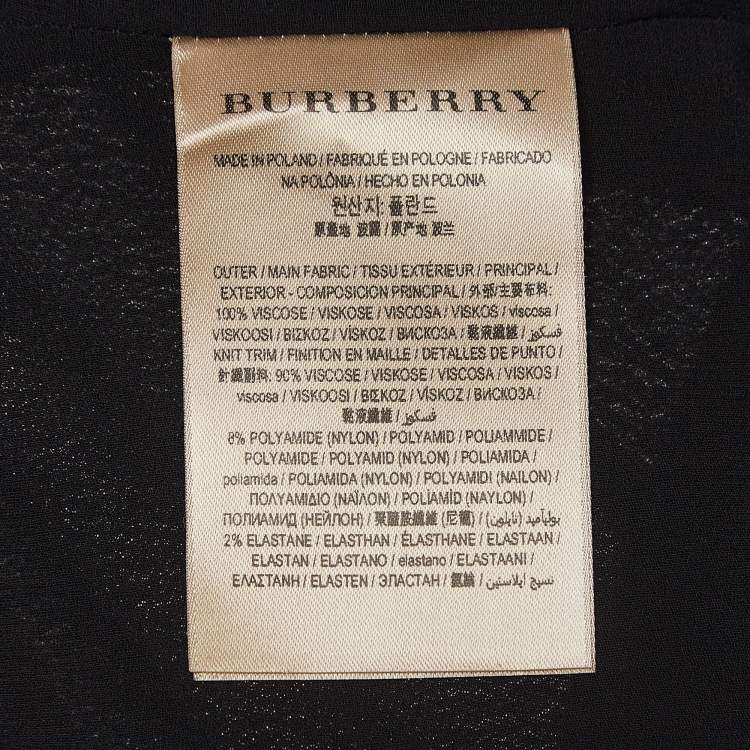 BURBERRY
MADE IN POLAND / FABRIQUÉ EN POLOGNE / FABRICADO
NA POLÔNIA / HECHO EN POLONIA
원산지: 폴란드
原產地 波蘭 / 原产地 波兰
OUTER / MAIN FABRIC / TISSU EXTÉRIEUR / PRINCIPAL /
EXTERIOR - COMPOSICION PRINCIPAL / 外部/主要布料:
100% VISCOSE / VISKOSE / VISCOSA / VISKOS / viscosa /
VISKOOSI / ΒΙΣΚΟΖ / VİSKOZ / ВИСКОЗА / 黏液纖維 / فسكوز
KNIT TRIM / FINITION EN MAILLE / DETALLES DE PUNTO /
針織副料: 90% VISCOSE / VISKOSE / VISCOSA / VISKOS /
viscosa / VISKOOSI / ΒΙΣΚΟΖ / VİSKOZ / ВИСКОЗА /
黏液纖維 / فسكوز
8% POLYAMIDE (NYLON) / POLYAMID / POLIAMMIDE /
POLYAMIDE / POLYAMID (NYLON) / POLIAMIDA /
poliamida / POLIAMIDA (NYLON) / POLYAMIDI (NAILON) /
ΠΟΛΥΑΜΙΔΙΟ (ΝΑΪΛΟΝ) / POLİAMİD (NAYLON) /
ПОЛИАМИД (НЕЙЛОН) / 聚醯胺纖維 (尼龍) / بوليأميد (نايلون)
2% ELASTANE / ELASTHAN / ÉLASTHANE / ELASTAAN /
ELASTAN / ELASTANO / elastano / ELASTAANI /
ΕΛΑΣΤΑΝΗ / ELASTEN / ЭЛАСТАН / 氨綸 / نسيج ايلاستين